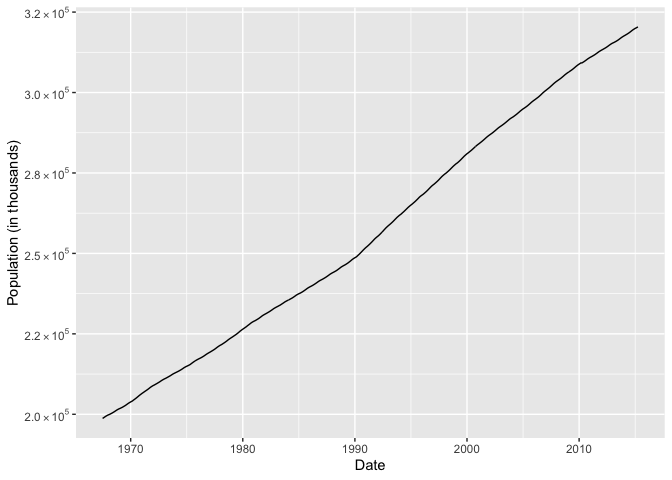 3.2 × 10⁵
3.0 × 10⁵
2.8 × 10⁵
2.5 × 10⁵
2.2 × 10⁵
2.0 × 10⁵
Population (in thousands)
1970 1980 1990 2000 2010
Date